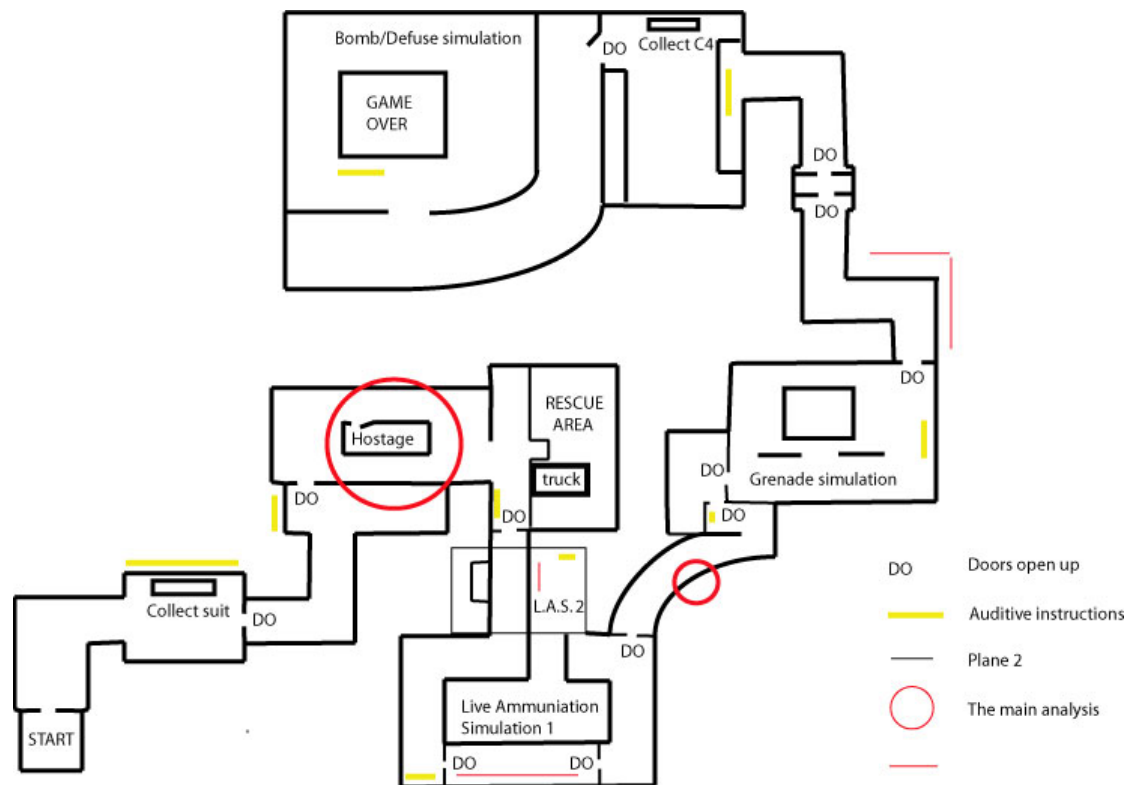 Bomb/Defuse simulation
GAME
OVER
DO
Collect C4
DO
DO
DO
Hostage
RESCUE
AREA
truck
DO
DO
DO
Grenade simulation
DO
Collect suit
DO
L.A.S. 2
DO
Live Ammuniation
Simulation 1
DO
DO
START
DO
Doors open up
Auditive instructions
Plane 2
The main analysis